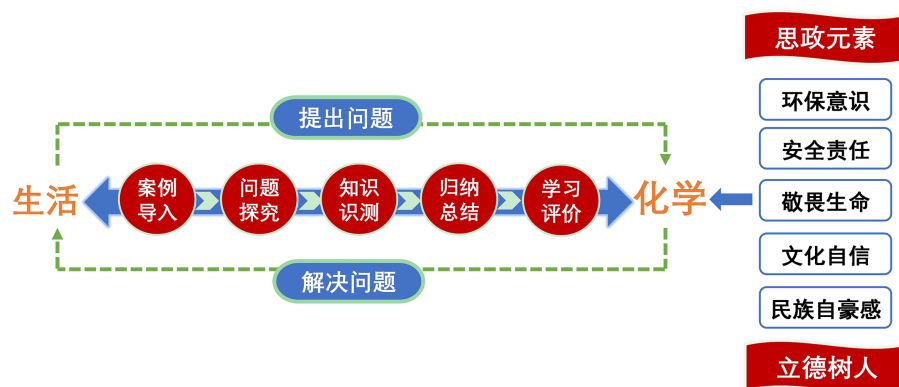 思政元素
提出问题
环保意识
安全责任
生活
案例
导入
问题
探究
知识
识测
归纳
总结
学习
评价
化学
敬畏生命
文化自信
解决问题
民族自豪感
立德树人